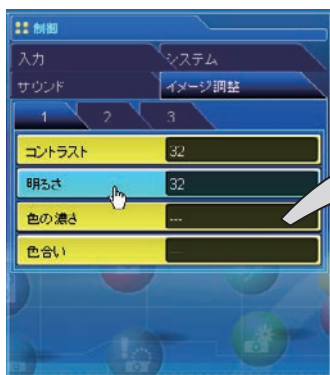 制御
入力 システム
サウンド イメージ調整
1 2 3
コントラスト 32
明るさ 32
色の濃さ ---
色合い ---